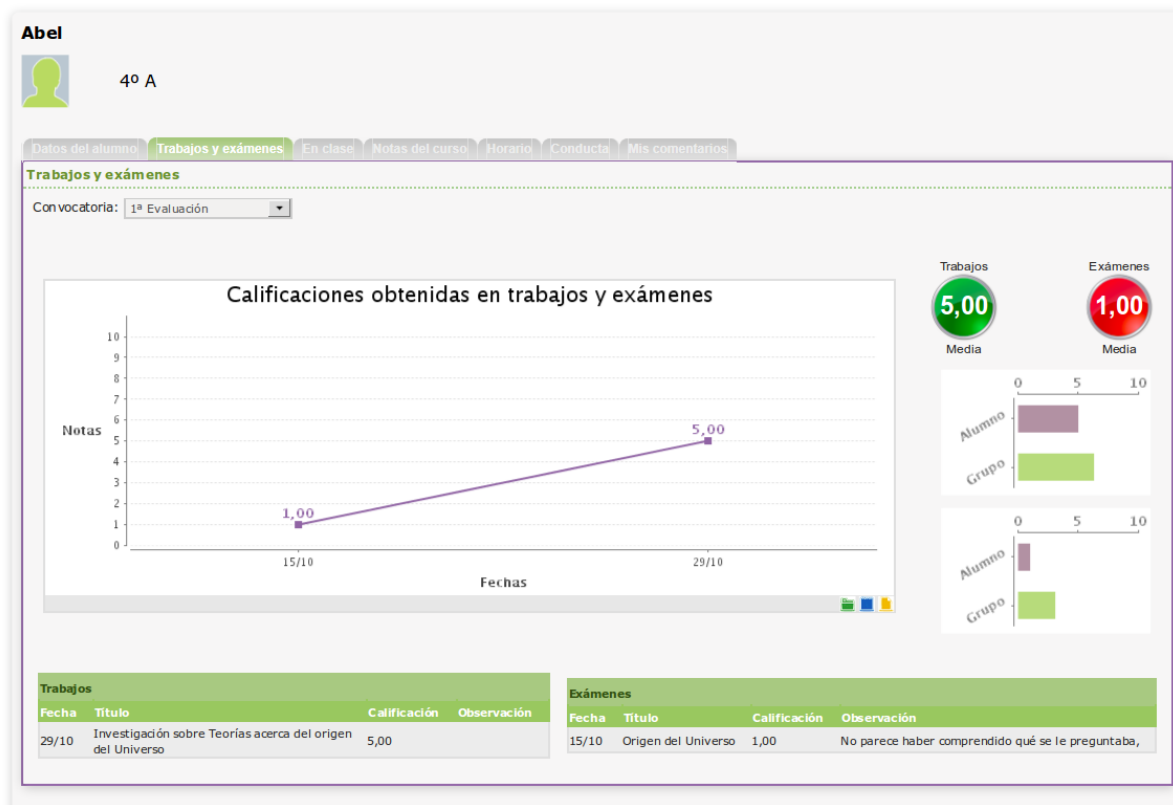 Abel
4º A
Datos del alumno Trabajos y exámenes En clase Notas del curso Horario Conducta Mis comentarios
Trabajos y exámenes
Convocatoria: 1ª Evaluación
Calificaciones obtenidas en trabajos y exámenes
10
9
8
7
6
5
4
3
2
1
0
Notas
1,00
5,00
15/10 29/10
Fechas
Trabajos
5,00
Media
Exámenes
1,00
Media
0 5 10
Alumno
Grupo
0 5 10
Alumno
Grupo
Trabajos
Fecha Título Calificación Observación
29/10 Investigación sobre Teorías acerca del origen
del Universo 5,00
Exámenes
Fecha Título Calificación Observación
15/10 Origen del Universo 1,00 No parece haber comprendido qué se le preguntaba,